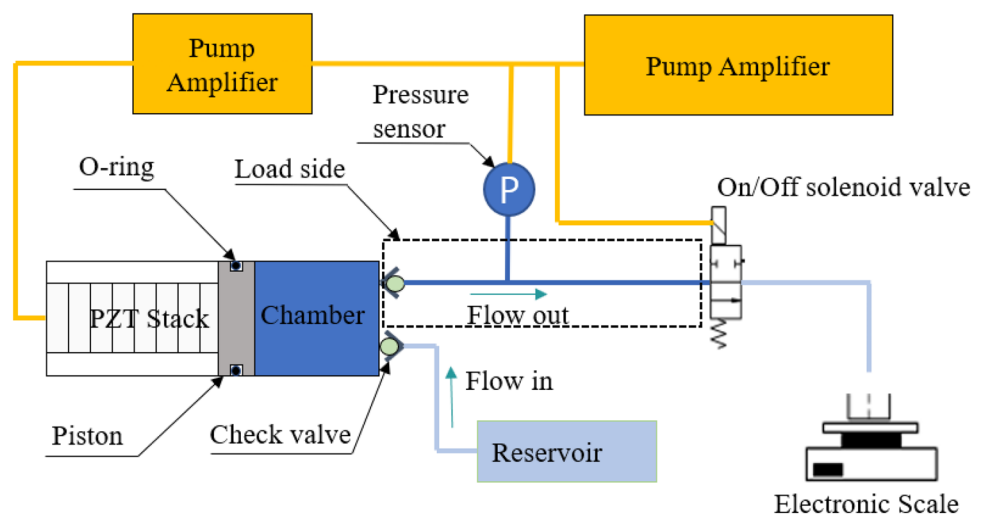 Pump
Amplifier
Pump Amplifier
Pressure
sensor
O-ring
Load side
P
On/Off solenoid valve
PZT Stack
Chamber
Flow out
Flow in
Piston
Check valve
Reservoir
Electronic Scale